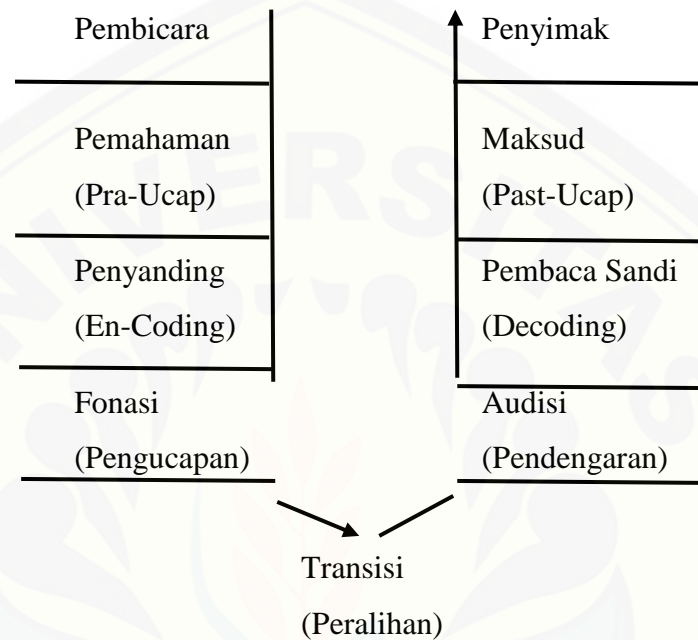 Pembicara
Pemahaman
(Pra-Ucap)
Penyanding
(En-Coding)
Fonasi
(Pengucapan)
Penyimak
Maksud
(Past-Ucap)
Pembaca Sandi
(Decoding)
Audisi
(Pendengaran)
Transisi
(Peralihan)
UNIVERSITAS